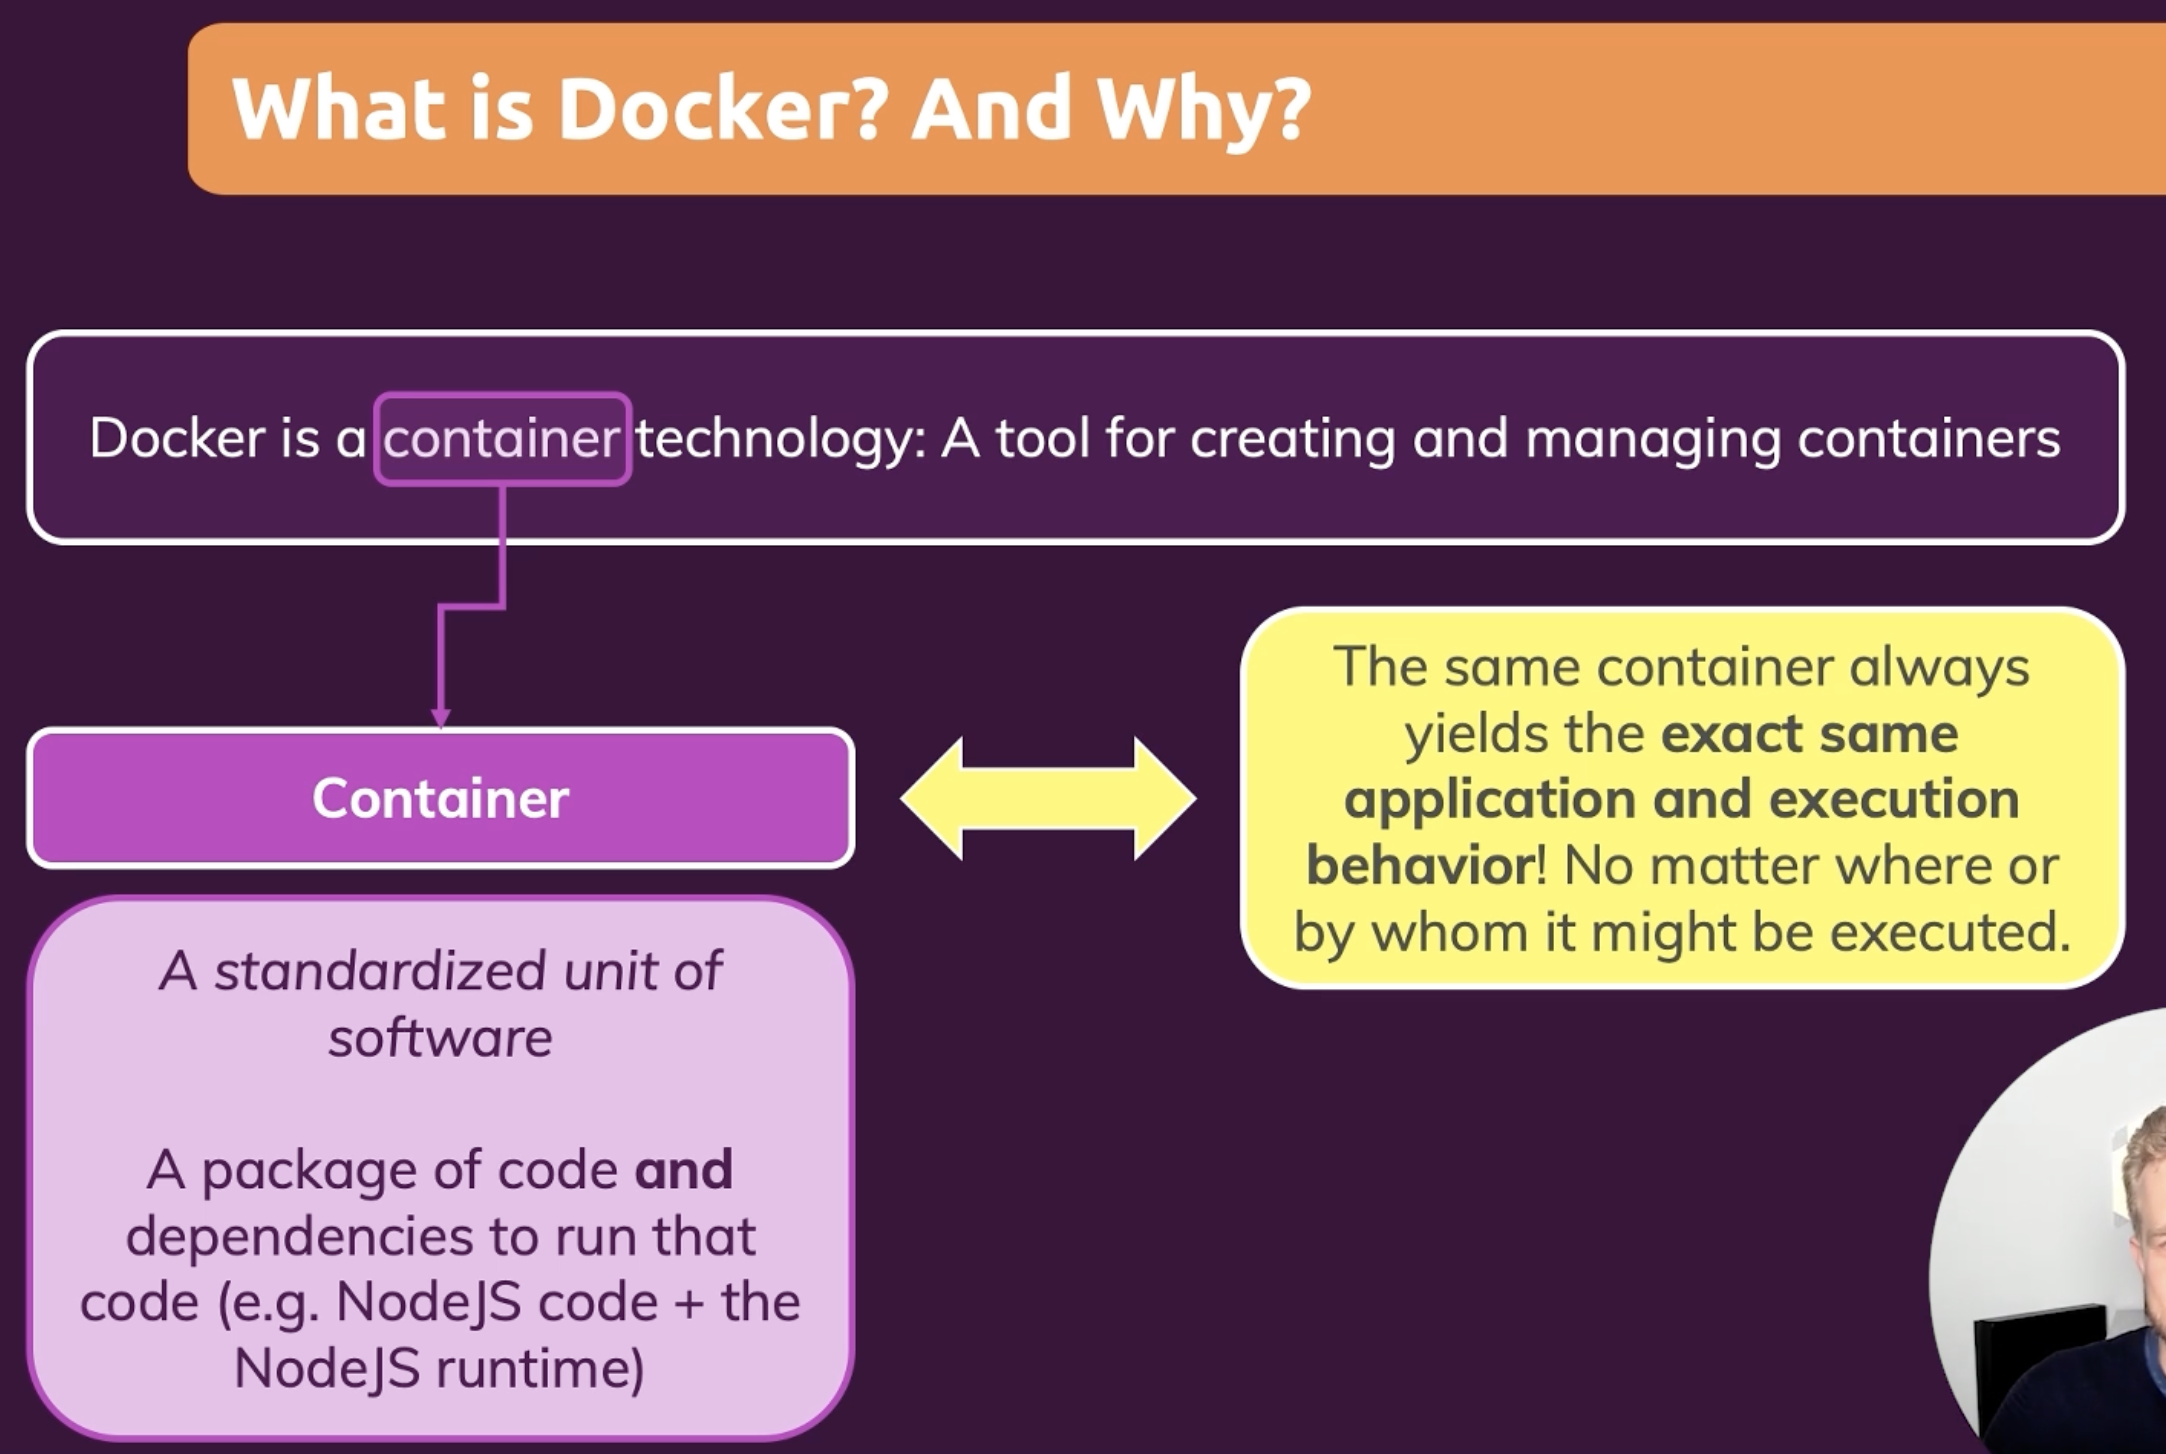 What is Docker? And Why?
Docker is a container technology: A tool for creating and managing containers
Container
The same container always
yields the exact same
application and execution
behavior! No matter where or
by whom it might be executed.
A standardized unit of
software
A package of code and
dependencies to run that
code (e.g. NodeJS code + the
NodeJS runtime)